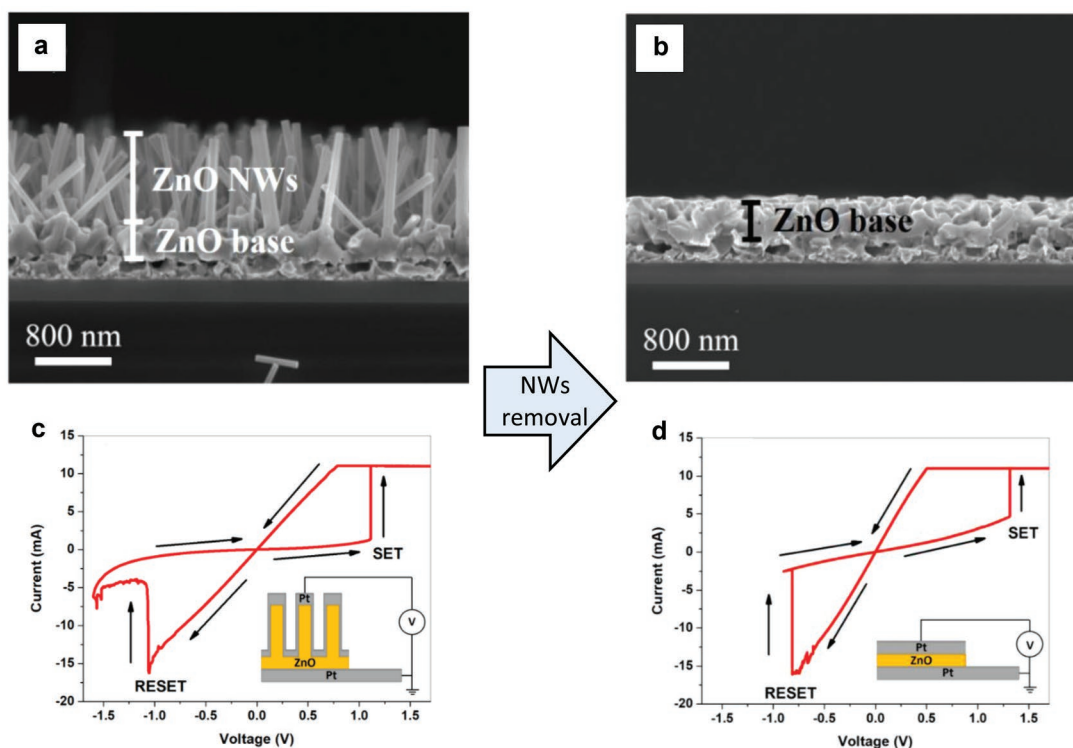 a
ZnO NWs
ZnO base
800 nm
b
ZnO base
800 nm
NWs
removal
c
15
10
5
0
-5
-10
-15
-20
Current (mA)
-1.5
-1.0
-0.5
0.0
0.5
1.0
1.5
Voltage (V)
SET
RESET
Pt
ZnO
Pt
V
d
15
10
5
0
-5
-10
-15
-20
Current (mA)
-1.5
-1.0
-0.5
0.0
0.5
1.0
1.5
Voltage (V)
SET
RESET
Pt
ZnO
Pt
V